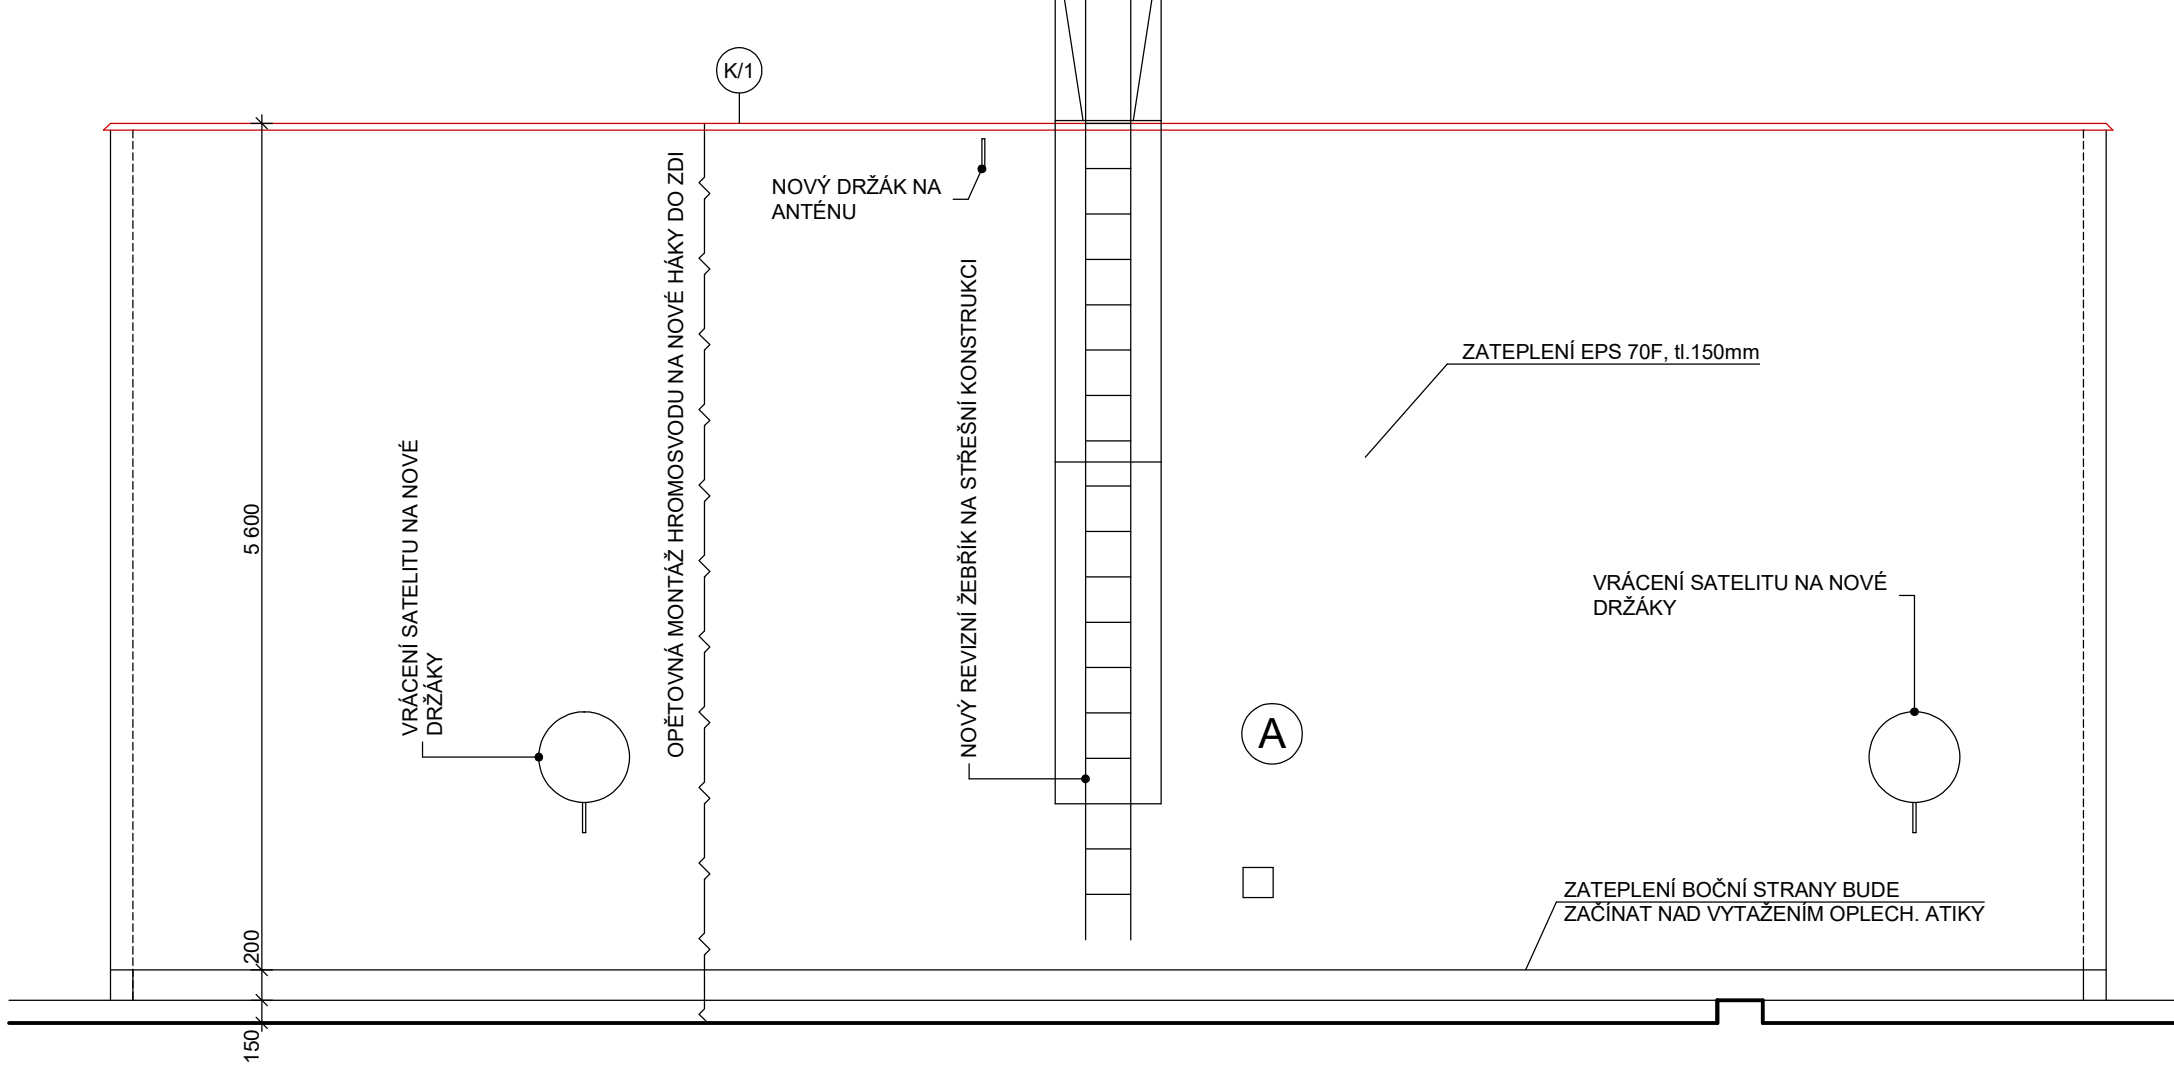 K/1
NOVÝ DRŽÁK NA
ANTÉNU
OPĚTOVNÁ MONTÁŽ HROMOSVODU NA NOVÉ HÁKY DO ZDI
NOVÝ REVIZNÍ ŽEBŘÍK NA STŘEŠNÍ KONSTRUKCI
ZATEPLENÍ EPS 70F, tl.150mm
VRÁCENÍ SATELITU NA NOVÉ
DRŽÁKY
5 600
VRÁCENÍ SATELITU NA NOVÉ
DRŽÁKY
A
ZATEPLENÍ BOČNÍ STRANY BUDE
ZAČÍNAT NAD VYTAŽENÍM OPLECH. ATIKY
200
150